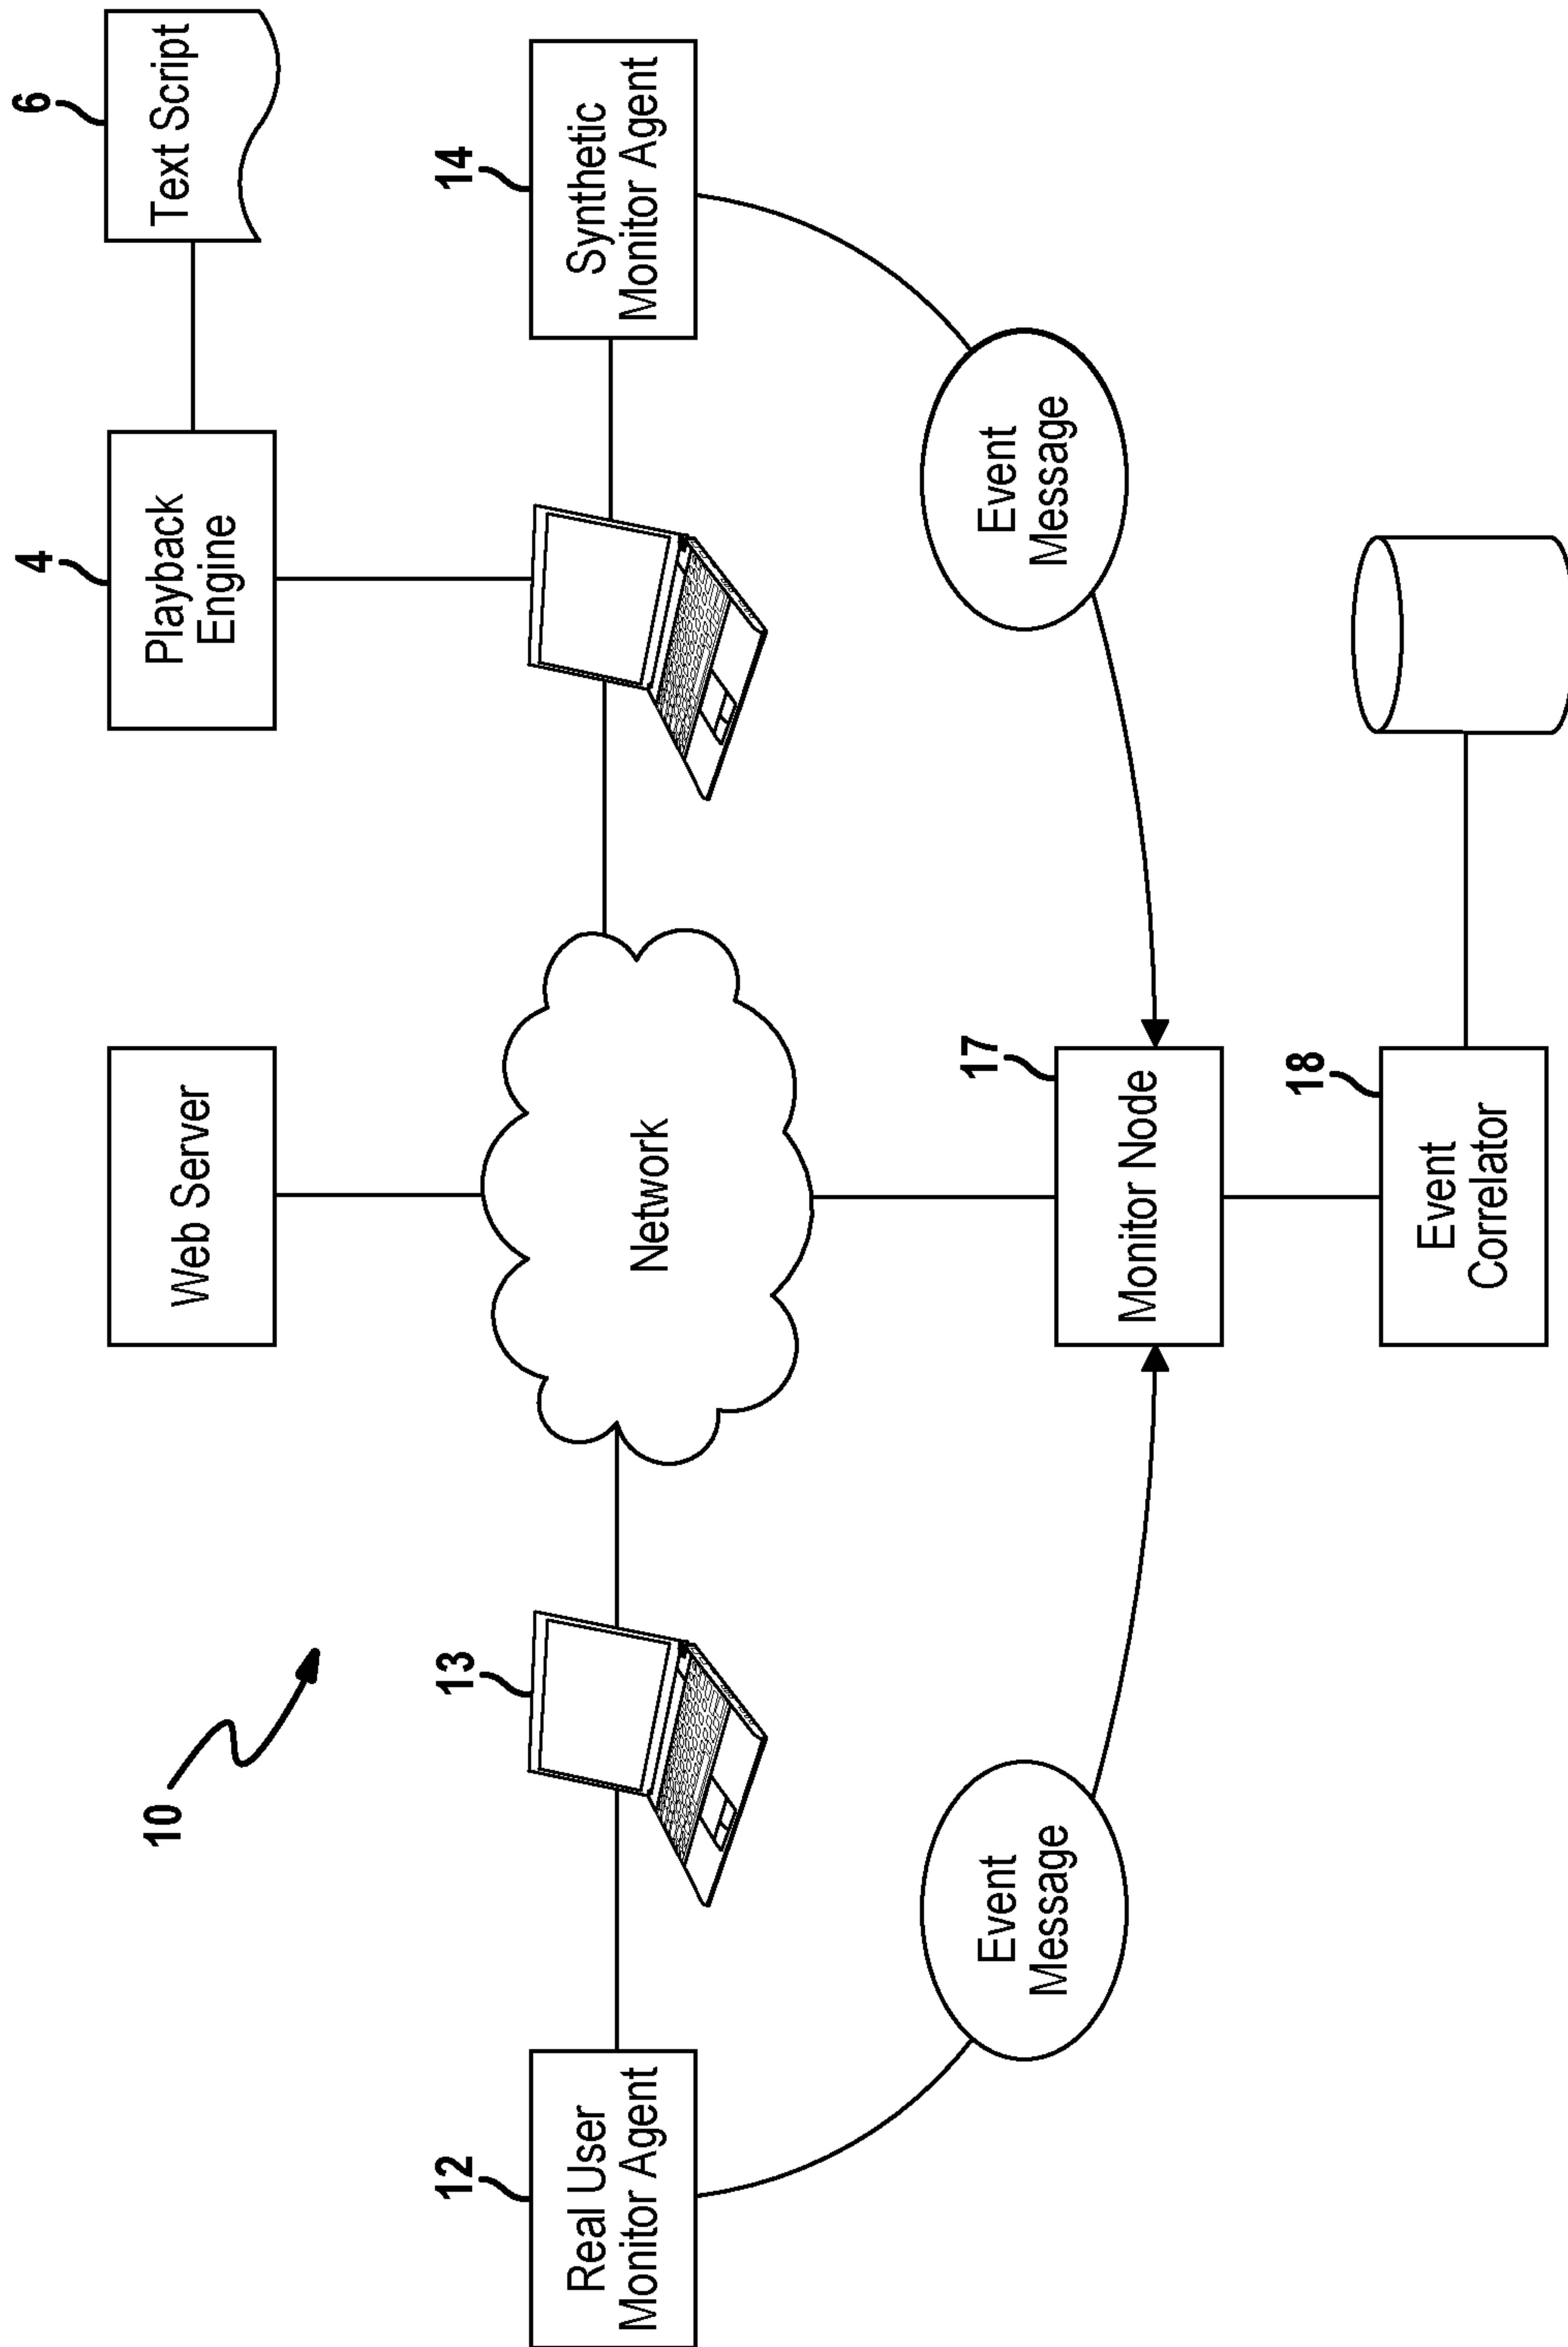 10
Web Server
4
Playback
Engine
6
Text Script
12
Real User
Monitor Agent
13
Network
14
Synthetic
Monitor Agent
Event
Message
Event
Message
17
Monitor Node
18
Event
Correlator